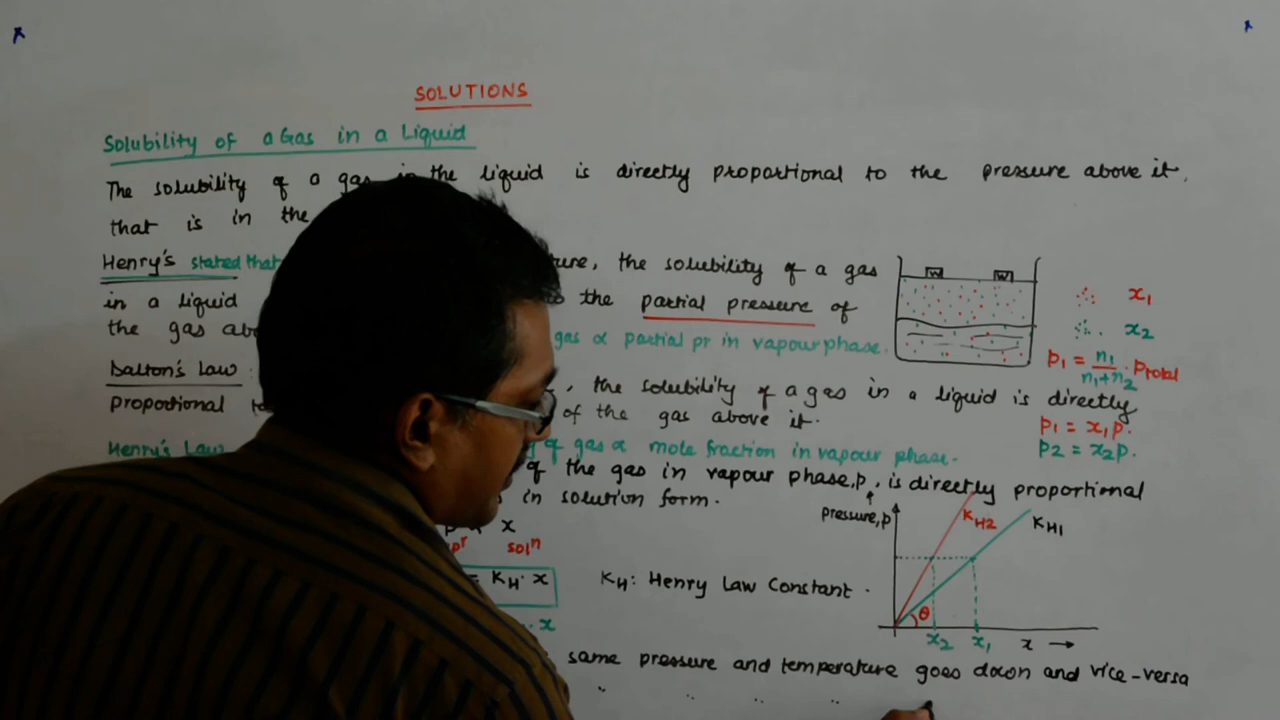 SOLUTIONS
Solubility of a Gas in a Liquid
The solubility of a gas in the liquid is directly proportional to the pressure above it.
that is in the
Henry's stated that ture, the solubility of a gas
in a liquid the partial pressure of
the gas abo gas ∝ partial pr in vapour phase.
Dalton's Law : , the solubility of a gas in a liquid is directly
proportional of the gas above it.
Henry's Law of gas ∝ mole fraction in vapour phase.
of the gas in vapour phase, p, is directly proportional
in solution form.
p ∝ x
pr soln
= KH· x KH: Henry Law Constant.
. x
same pressure and temperature goes down and vice-versa
" .. .. ..
W W
x1
x2
p1 = n1/n1+n2 . Ptotal
p1 = x1p.
p2 = x2p.
Pressure, p
KH2
KH1
θ
x2 x1 x →